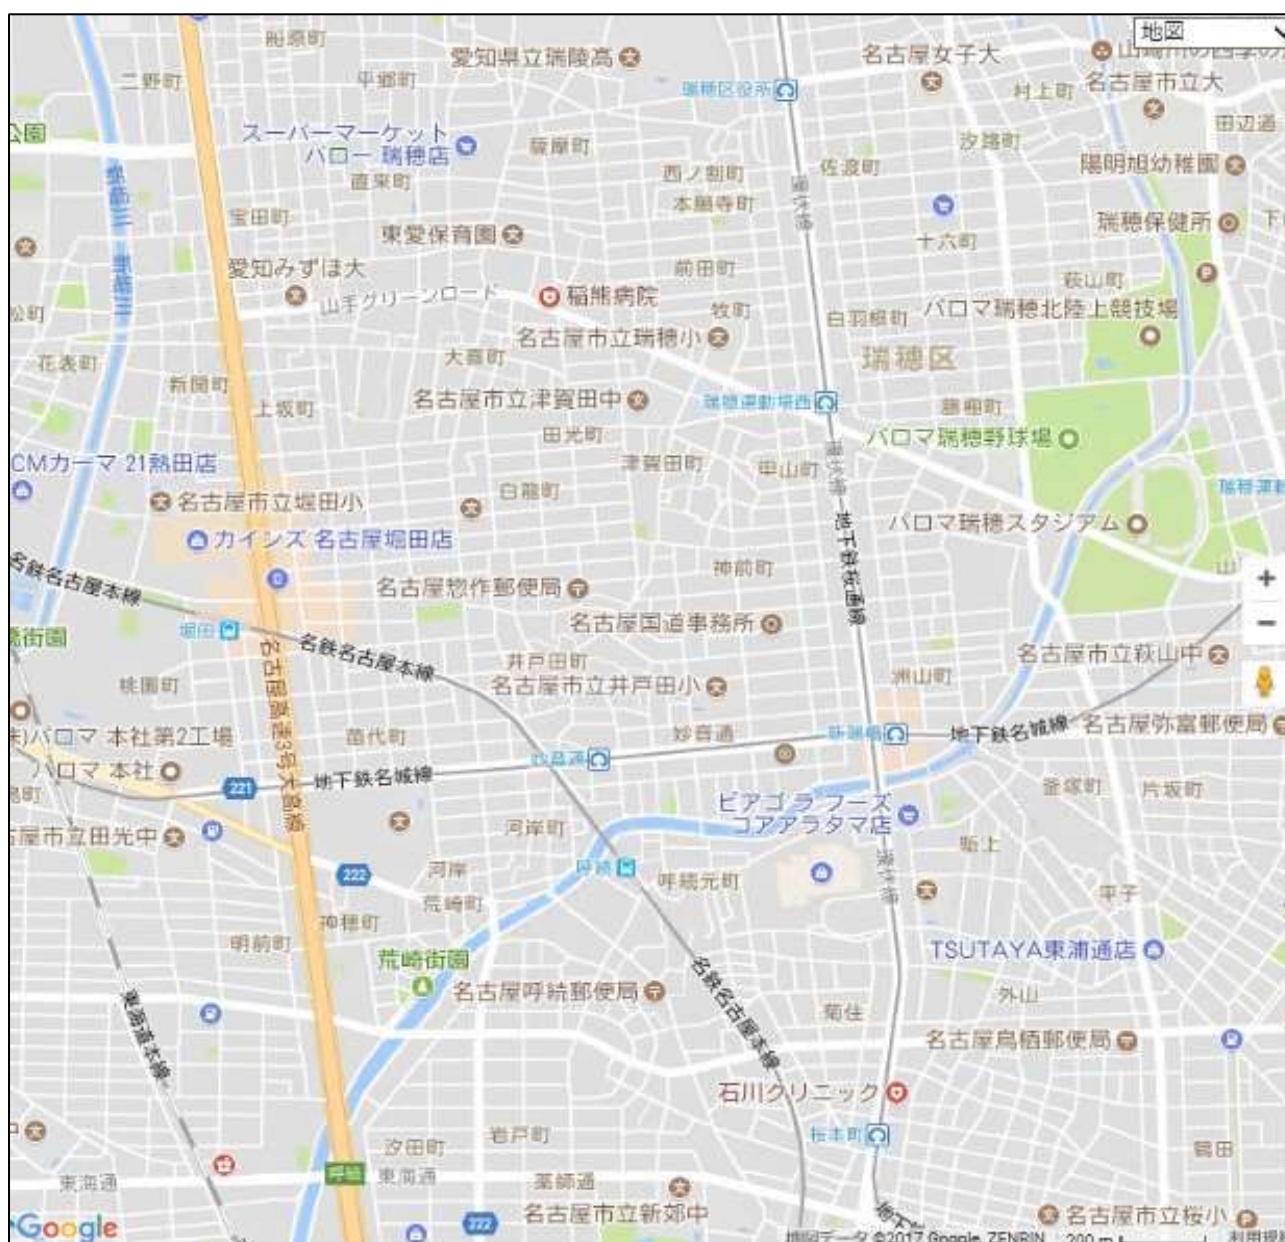 地図
船原町
愛知県立瑞陵高
名古屋女子大
二野町
平郷町
瑞穂区役所
村上町
名古屋市立大
田辺通
公園
スーパーマーケット
バロー 瑞穂店
薩摩町
汐路町
直来町
西ノ割町
佐渡町
陽明旭幼稚園
宝田町
本願寺町
瑞穂保健所
東愛保育園
十六町
愛知みずほ大
前田町
萩山町
山手グリーンロード
稲熊病院
牧町
白羽根町
パロマ瑞穂北陸上競技場
松町
名古屋市立瑞穂小
大喜町
瑞穂区
花表町
新開町
上坂町
名古屋市立津賀田中
瑞穂運動場西
藤棚町
田光町
パロマ瑞穂野球場
CMカーマ 21熱田店
津賀田町
甲山町
白龍町
名古屋市立堀田小
瑞穂運動
カインズ 名古屋堀田店
地下鉄桜通線
パロマ瑞穂スタジアム
名鉄名古屋本線
名古屋惣作郵便局
神前町
名古屋国道事務所
堀田
名鉄名古屋本線
井戸田町
名古屋市立萩山中
桃園町
名古屋市立井戸田小
洲山町
名古屋高速3号大高線
パロマ 本社第2工場
苗代町
妙音通
新瑞橋
地下鉄名城線
名古屋弥富郵便局
パロマ 本社
221
地下鉄名城線
妙音通
釜塚町
片坂町
ピアゴ ラ フーズ
コアアラタマ店
古屋市立田光中
河岸町
222
河岸
呼続
呼続元町
平子
荒崎町
神穂町
明前町
荒崎街園
TSUTAYA東浦通店
名古屋呼続郵便局
名鉄名古屋本線
外山
東海道本線
菊住
名古屋鳥栖郵便局
石川クリニック
汐田町
岩戸町
桜本町
鶴田
東海通
呼続
東海通
薬師通
Google
222
名古屋市立新郊中
名古屋市立桜小
地図データ ©2017 Google, ZENRIN
200 m